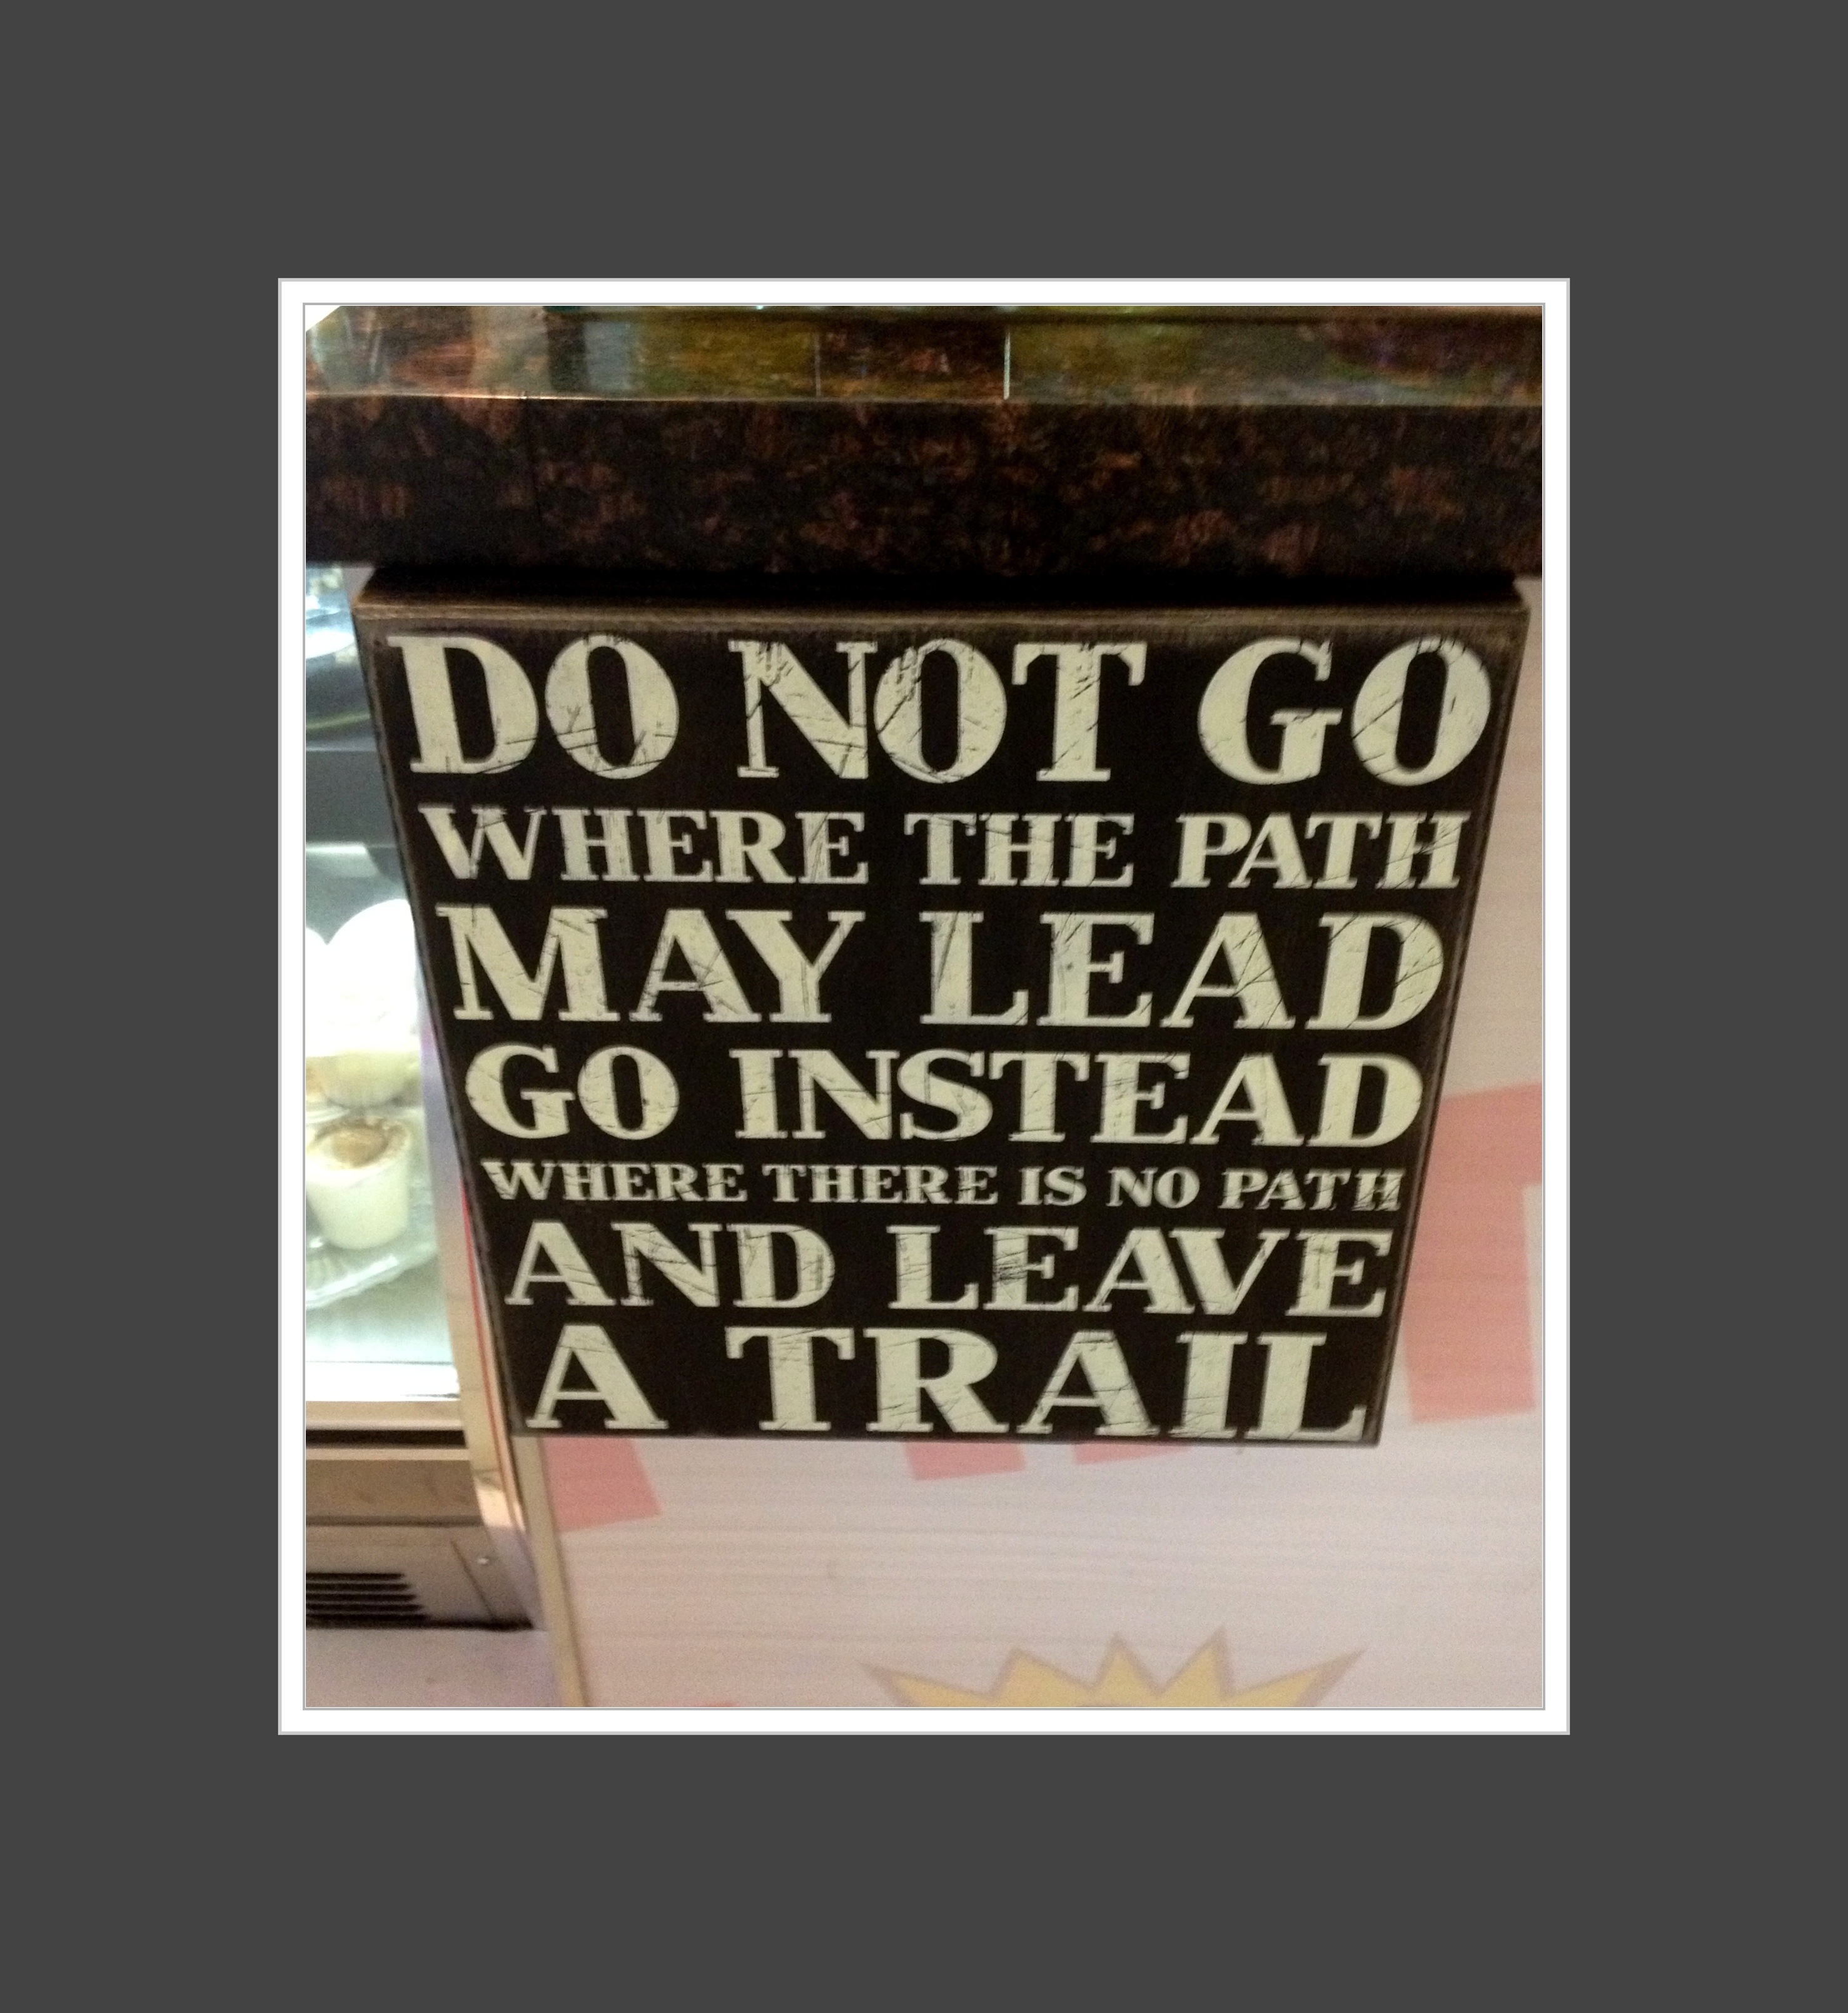 DO NOT GO
WHERE THE PATH
MAY LEAD
GO INSTEAD
WHERE THERE IS NO PATH
AND LEAVE
A TRAIL